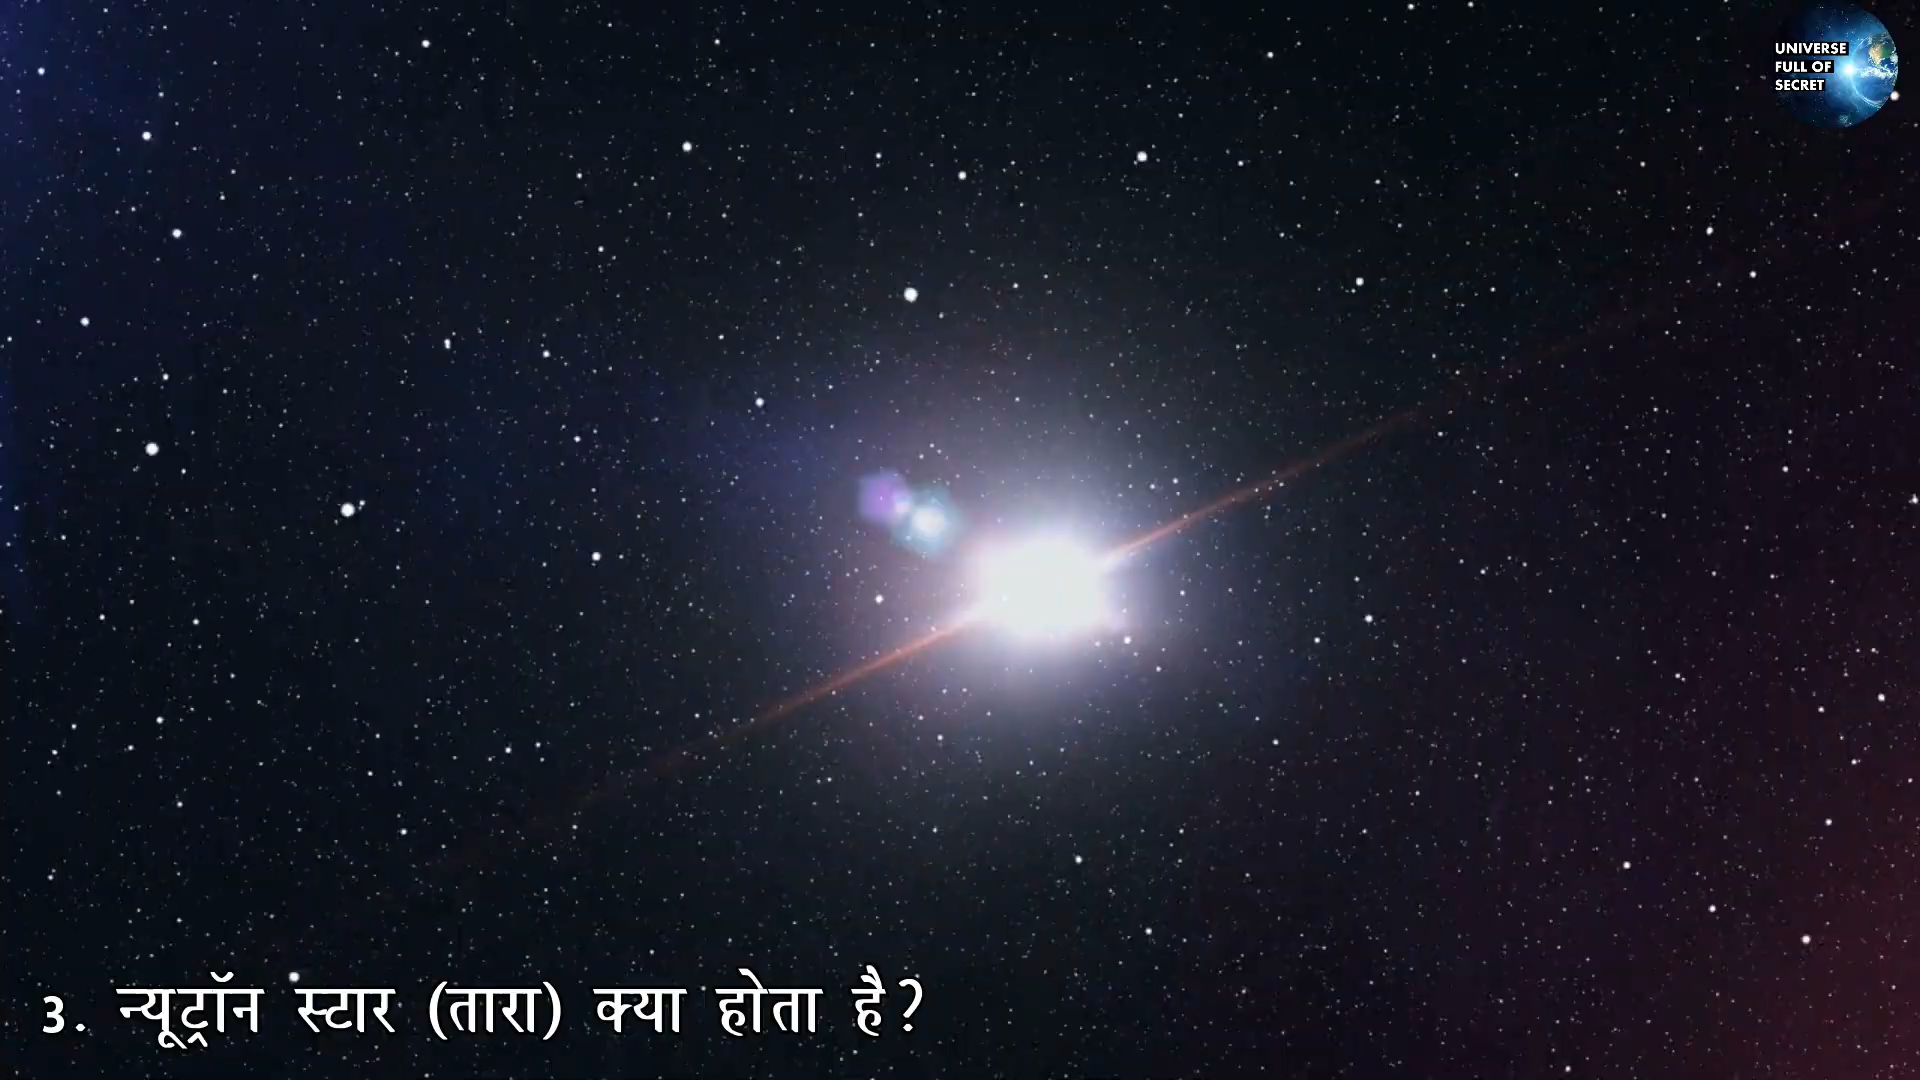 UNIVERSE
FULL OF
SECRET
3. न्यूट्रॉन स्टार (तारा) क्या होता है?